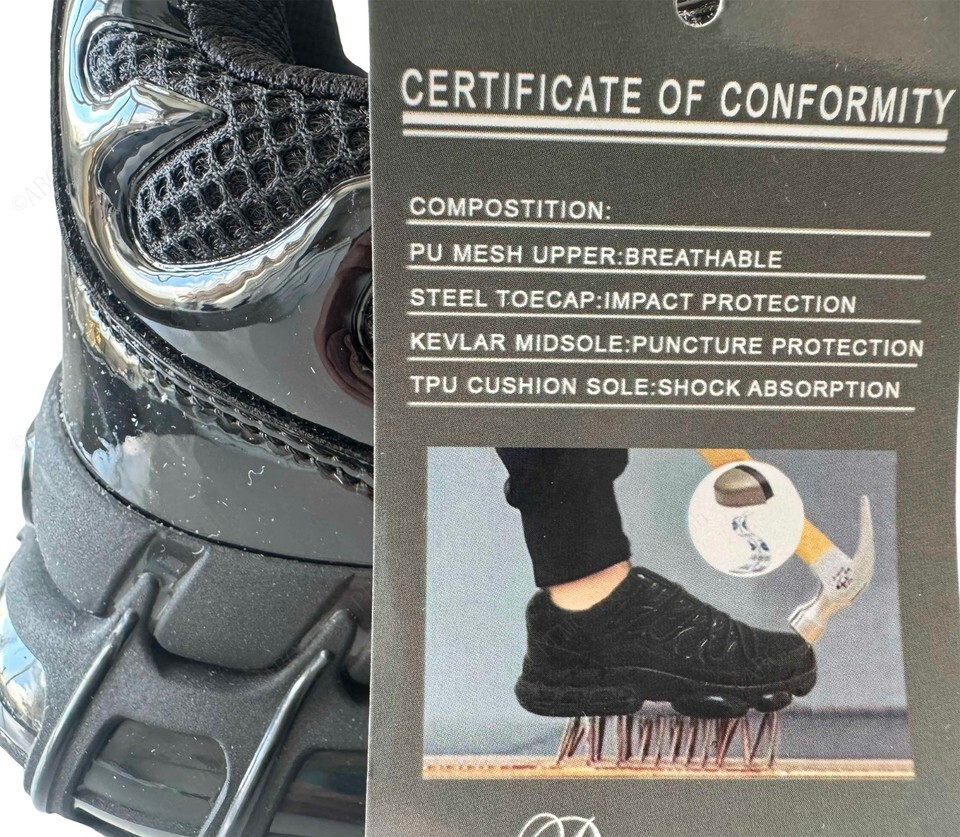 CERTIFICATE OF CONFORMITY
COMPOSTITION:
PU MESH UPPER:BREATHABLE
STEEL TOECAP:IMPACT PROTECTION
KEVLAR MIDSOLE:PUNCTURE PROTECTION
TPU CUSHION SOLE:SHOCK ABSORPTION